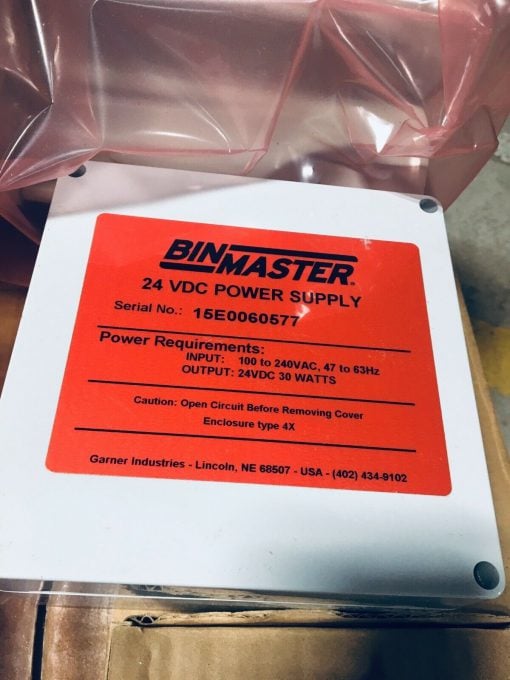 BINMASTER®
24 VDC POWER SUPPLY
Serial No.: 15E0060577
Power Requirements:
INPUT: 100 to 240VAC, 47 to 63Hz
OUTPUT: 24VDC 30 WATTS
Caution: Open Circuit Before Removing Cover
Enclosure type 4X
Garner Industries - Lincoln, NE 68507 - USA - (402) 434-9102